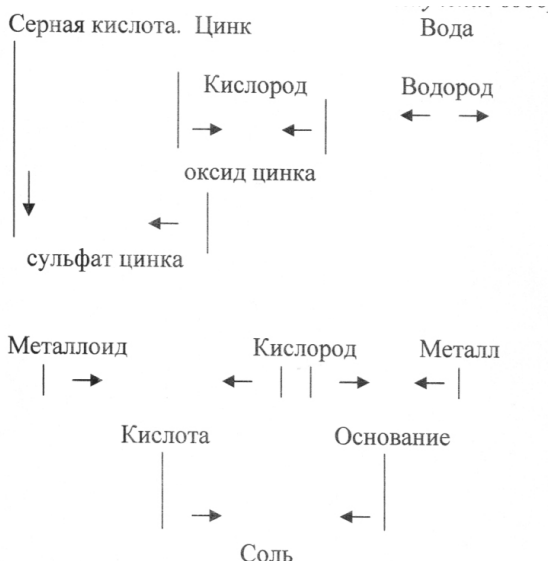 Серная кислота. Цинк Вода
Кислород Водород
оксид цинка
сульфат цинка
Металлоид Кислород Металл
Кислота Основание
Соль